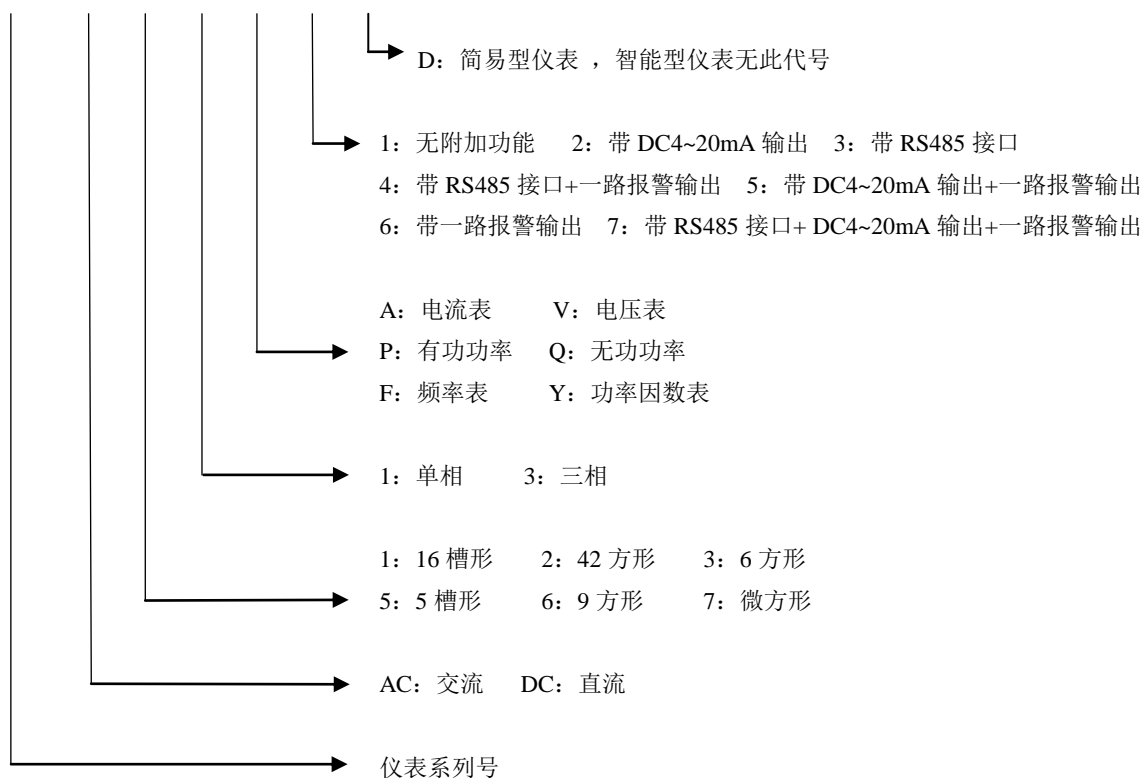 D：简易型仪表 ，智能型仪表无此代号
1：无附加功能 2：带 DC4~20mA 输出 3：带 RS485 接口
4：带 RS485 接口+一路报警输出 5：带 DC4~20mA 输出+一路报警输出
6：带一路报警输出 7：带 RS485 接口+ DC4~20mA 输出+一路报警输出
A：电流表 V：电压表
P：有功功率 Q：无功功率
F：频率表 Y：功率因数表
1：单相 3：三相
1：16 槽形 2：42 方形 3：6 方形
5：5 槽形 6：9 方形 7：微方形
AC：交流 DC：直流
仪表系列号